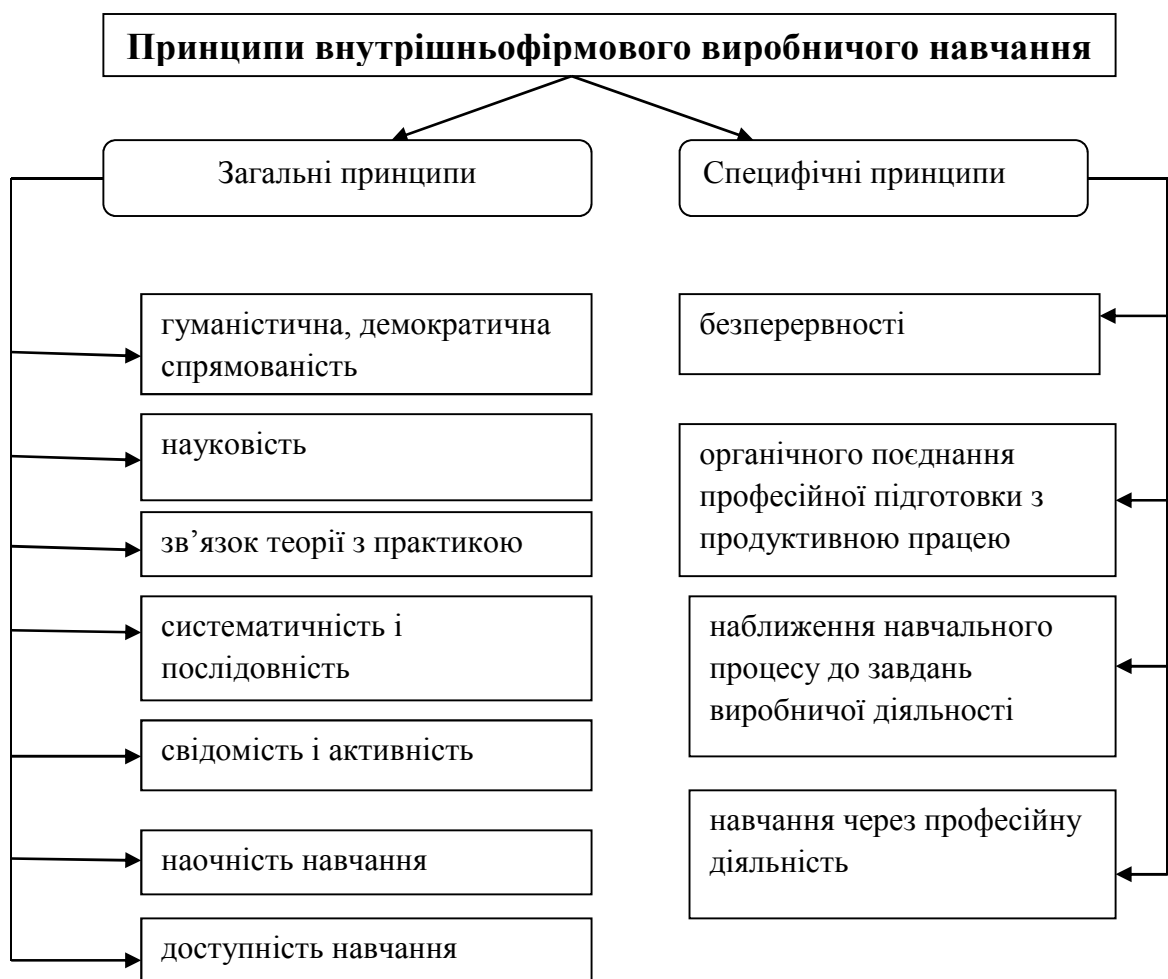 Принципи внутрішньофірмового виробничого навчання
Загальні принципи
Специфічні принципи
гуманістична, демократична
спрямованість
науковість
зв’язок теорії з практикою
систематичність і
послідовність
свідомість і активність
наочність навчання
доступність навчання
безперервності
органічного поєднання
професійної підготовки з
продуктивною працею
наближення навчального
процесу до завдань
виробничої діяльності
навчання через професійну
діяльність